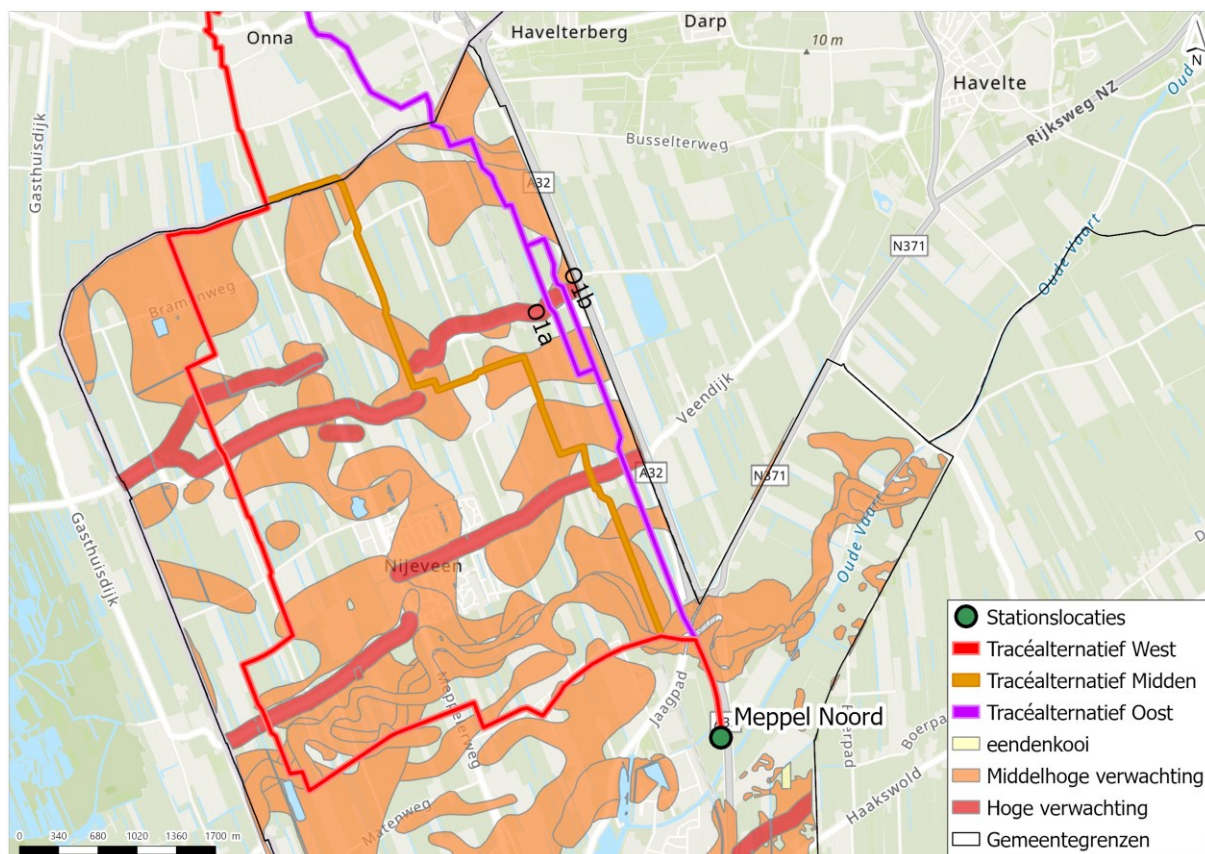 Onna
Havelterberg
Darp
10 m
N
Havelte
Oud
Rijksweg NZ
Gasthuisdijk
Busselterweg
A32
Oude Vaart
N371
O1b
O1a
Veendijk
A32
N371
Gasthuisdijk
Nijeveen
Oude Vaart
Jaagpad
Meppel Noord
Boerpa
Haakswold
Matenweg
0 340 680 1020 1360 1700 m
Stationslocaties
Tracéalternatief West
Tracéalternatief Midden
Tracéalternatief Oost
eendenkooi
Middelhoge verwachting
Hoge verwachting
Gemeentegrenzen